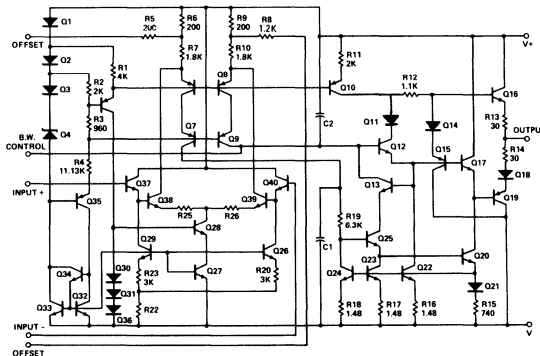 Q1
R5
200
R6
200
R9
200
R8
1.2K
OFFSET
V+
Q2
R1
4K
R7
1.8K
R10
1.8K
R11
2K
Q3
R2
2K
Q8
Q10
R12
1.1K
Q16
R3
960
C2
Q11
R13
30
Q4
Q7
Q9
Q14
OUTPUT
B.W.
CONTROL
Q12
Q15
Q17
R14
30
R4
11.13K
Q18
INPUT +
Q37
Q40
Q13
Q35
Q38
Q39
Q19
R25
R26
R19
6.3K
Q28
Q25
Q29
Q26
C1
Q23
Q20
Q34
Q30
R23
3K
Q27
R20
3K
Q24
Q22
Q31
Q21
Q33
Q32
Q36
R22
R18
1.48
R17
1.48
R16
1.48
R15
740
INPUT -
V
OFFSET